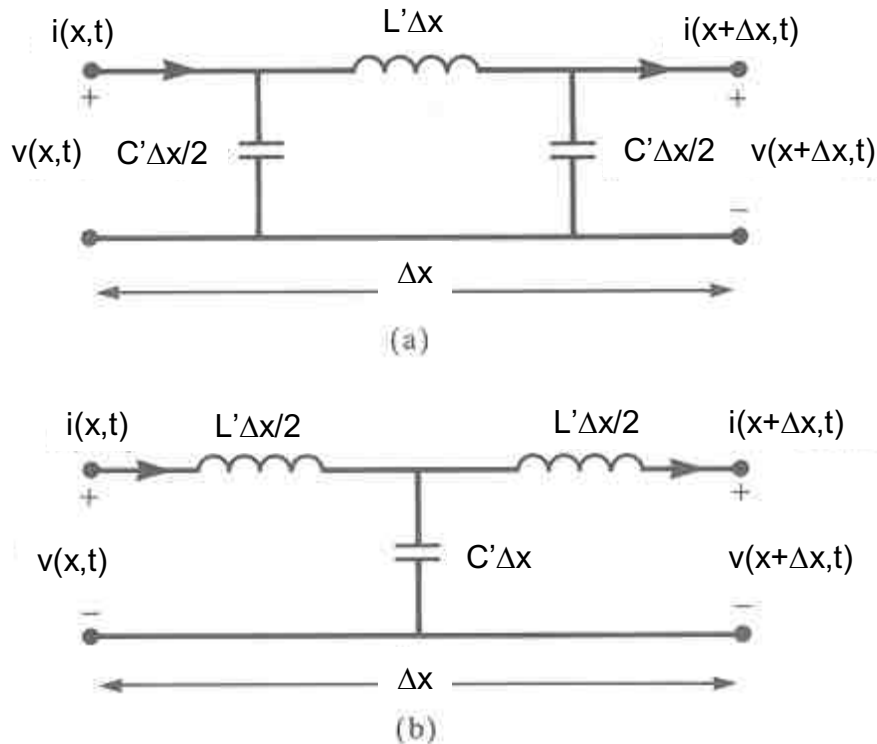 L'Δx
i(x,t) i(x+Δx,t)
+ +
v(x,t) C'Δx/2 C'Δx/2 v(x+Δx,t)
−
Δx
(a)
i(x,t) L'Δx/2 L'Δx/2 i(x+Δx,t)
+ +
v(x,t) C'Δx v(x+Δx,t)
− −
Δx
(b)